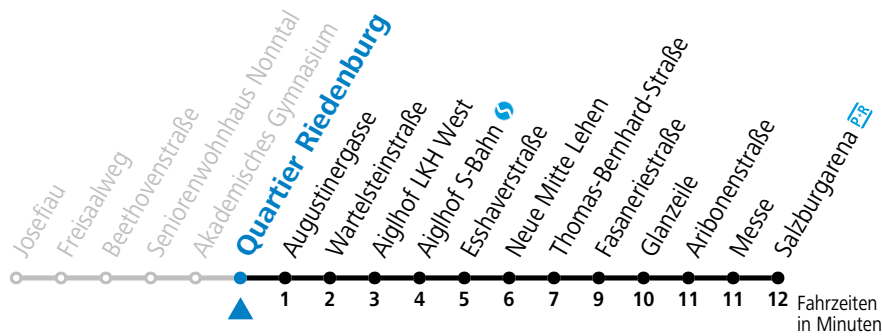 Josefiau
Freisaalweg
Beethovenstraße
Seniorenwohnhaus Nonntal
Akademisches Gymnasium
Quartier Riedenburg
Augustinergasse
Wartelsteinstraße
Aiglhof LKH West
Aiglhof S-Bahn
Esshaverstraße
Neue Mitte Lehen
Thomas-Bernhard-Straße
Fasaneriestraße
Glanzeile
Aribonenstraße
Messe
Salzburgarena P+R
1 2 3 4 5 6 7 9 10 11 11 12 Fahrzeiten
in Minuten